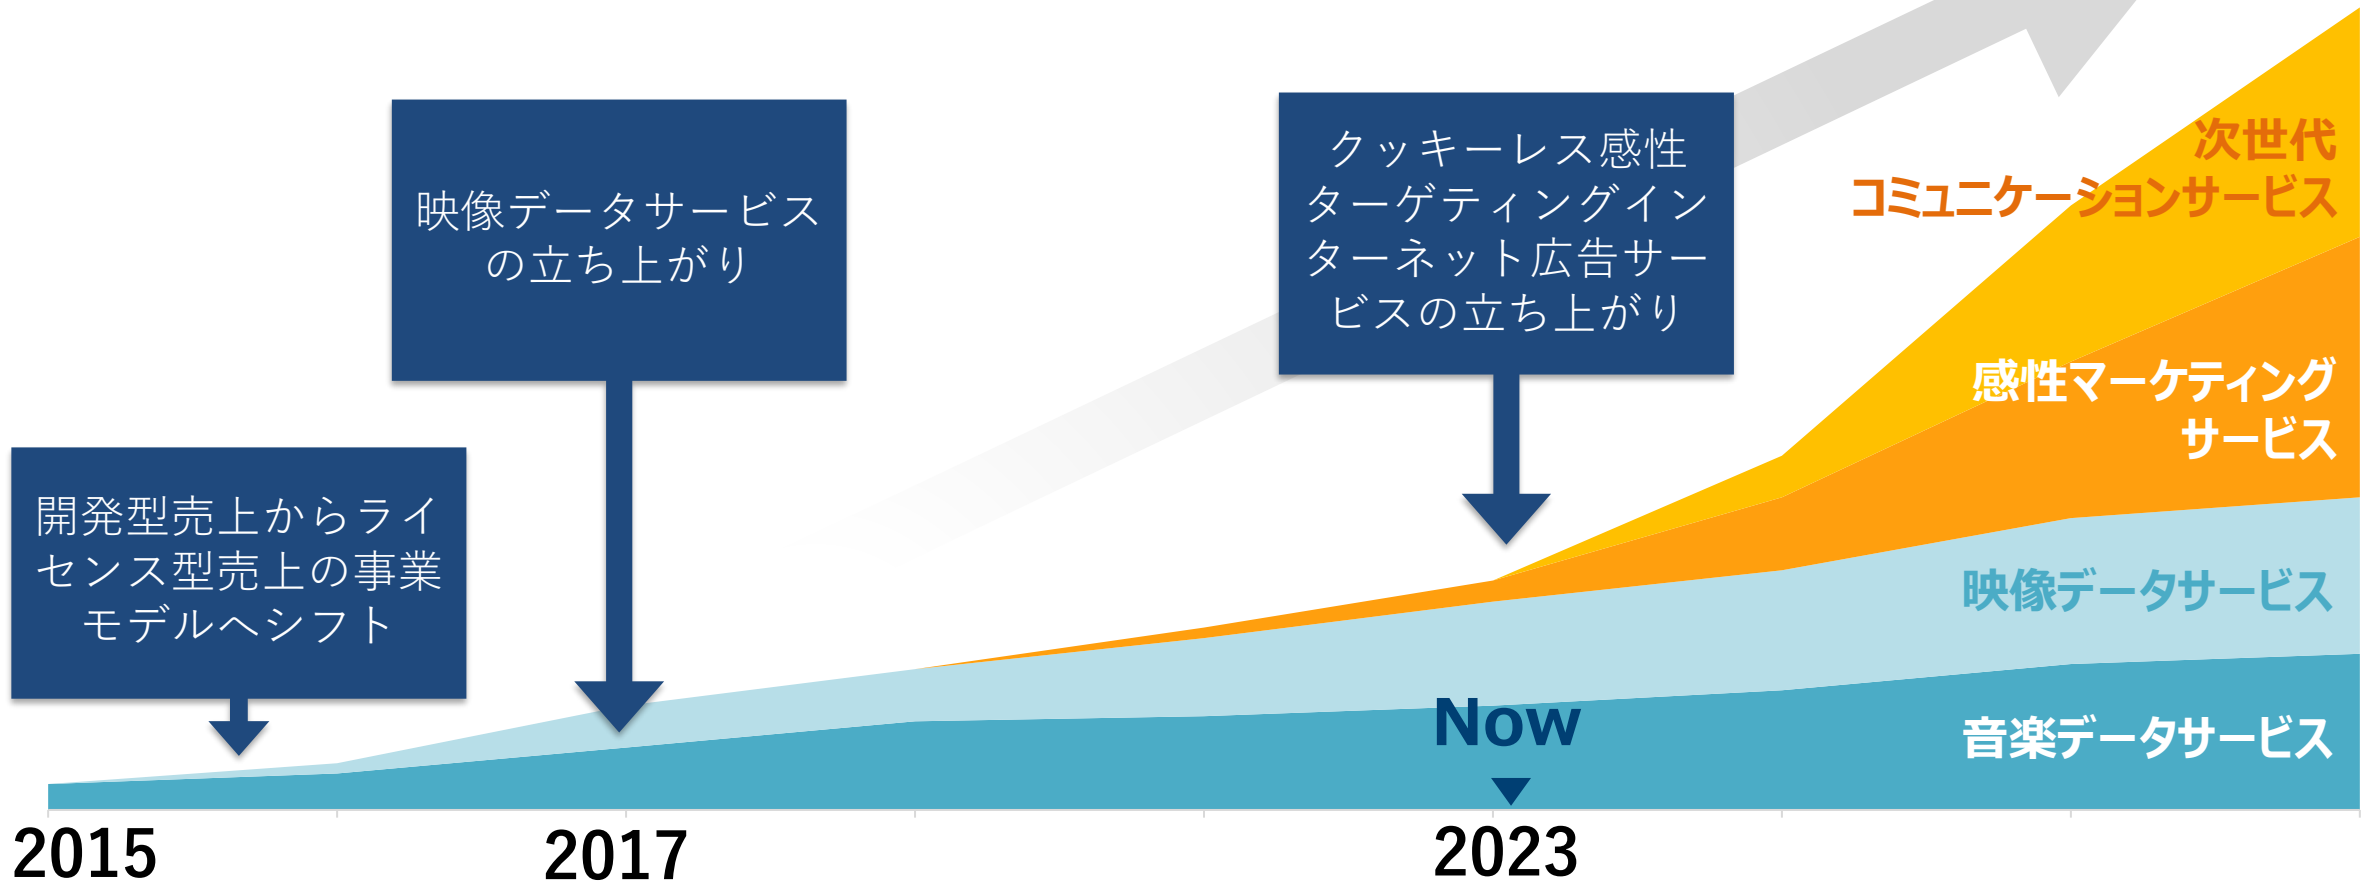 開発型売上からライ
センス型売上の事業
モデルへシフト
映像データサービス
の立ち上がり
クッキーレス感性
ターゲティングイン
ターネット広告サー
ビスの立ち上がり
次世代
コミュニケーションサービス
感性マーケティング
サービス
映像データサービス
音楽データサービス
Now
2015
2017
2023